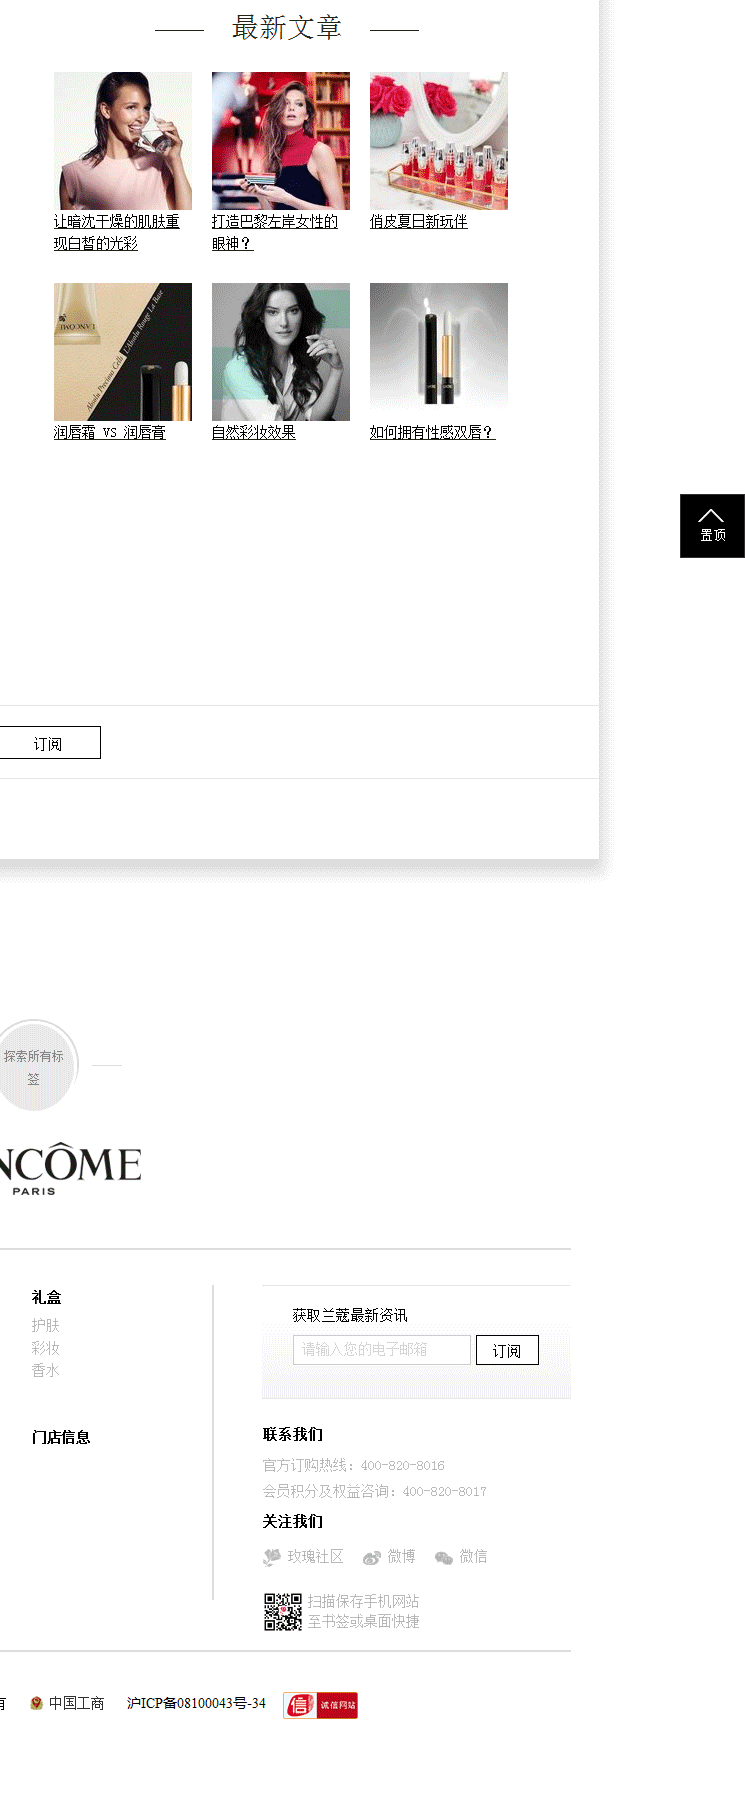 最新文章
让暗沈干燥的肌肤重
现白皙的光彩
打造巴黎左岸女性的
眼神？
俏皮夏日新玩伴
LANCOME
Absolu Precious Cells
L'Absolu Rouge La Base
润唇霜 VS 润唇膏
自然彩妆效果
如何拥有性感双唇？
置顶
订阅
探索所有标
签
NCÔME
PARIS
礼盒
护肤
彩妆
香水
门店信息
获取兰蔻最新资讯
请输入您的电子邮箱
订阅
联系我们
官方订购热线：400-820-8016
会员积分及权益咨询：400-820-8017
关注我们
玫瑰社区 微博 微信
扫描保存手机网站
至书签或桌面快捷
有 中国工商 沪ICP备08100043号-34 信 诚信网站